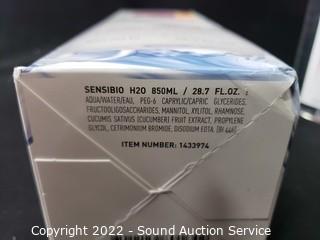 SENSIBIO H2O 850ML / 28.7 FL.OZ. :
AQUA/WATER/EAU, PEG-6 CAPRYLIC/CAPRIC GLYCERIDES,
FRUCTOOLIGOSACCHARIDES, MANNITOL, XYLITOL, RHAMNOSE,
CUCUMIS SATIVUS (CUCUMBER) FRUIT EXTRACT, PROPYLENE
GLYCOL, CETRIMONIUM BROMIDE, DISODIUM EDTA. [BI 446]
ITEM NUMBER: 1433974
Copyright 2022 - Sound Auction Service